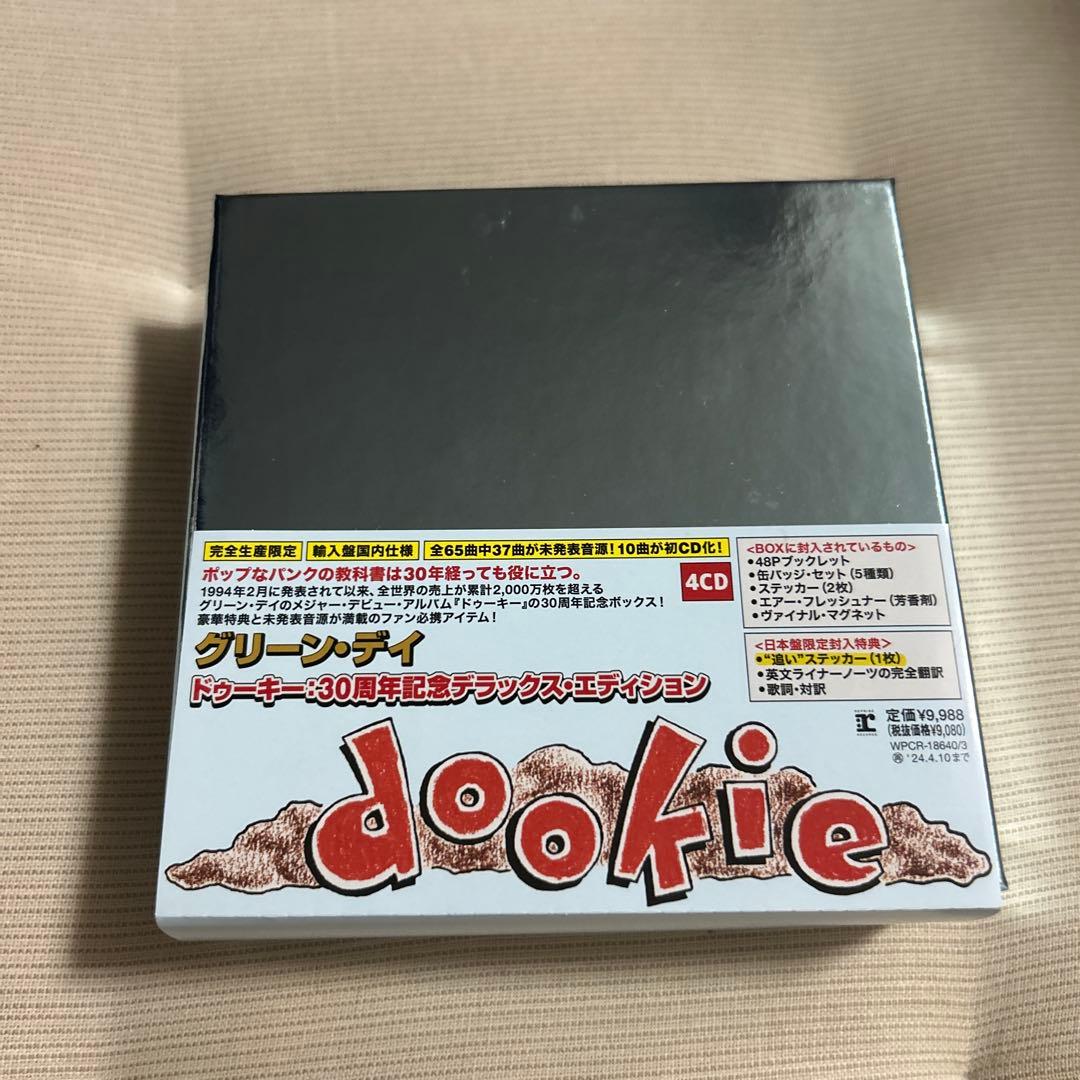 完全生産限定 輸入盤国内仕様 全65曲中37曲が未発表音源!10曲が初CD化!
ポップなパンクの教科書は30年経っても役に立つ。
1994年2月に発表されて以来、全世界の売上が累計2,000万枚を超える
グリーン・デイのメジャー・デビュー・アルバム『ドゥーキー』の30周年記念ボックス!
豪華特典と未発表音源が満載のファン必携アイテム!
4CD
グリーン・デイ
ドゥーキー:30周年記念デラックス・エディション
<BOXに封入されているもの>
•48Pブックレット
•缶バッジ・セット(5種類)
•ステッカー(2枚)
•エアー・フレッシュナー(芳香剤)
•ヴァイナル・マグネット
<日本盤限定封入特典>
•“追い”ステッカー(1枚)
•英文ライナーノーツの完全翻訳
•歌詞・対訳
定価¥9,988
(税抜価格¥9,080)
WPCR-18640/3
㋬'24.4.10まで
dookie